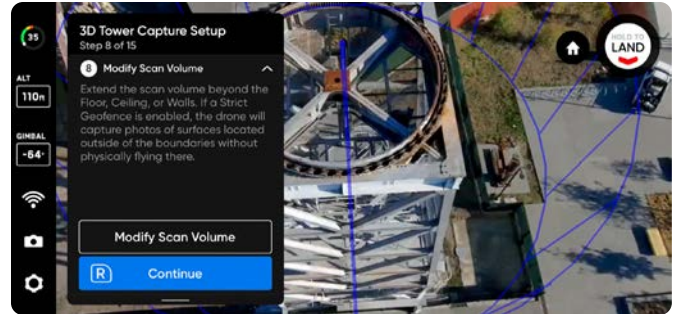 35
3D Tower Capture Setup
Step 8 of 15
8 Modify Scan Volume
Extend the scan volume beyond the
Floor, Ceiling, or Walls. If a Strict
Geofence is enabled, the drone will
capture photos of surfaces located
outside of the boundaries without
physically flying there.
Modify Scan Volume
R Continue
ALT
110ft
GIMBAL
-64°
HOLD TO
LAND